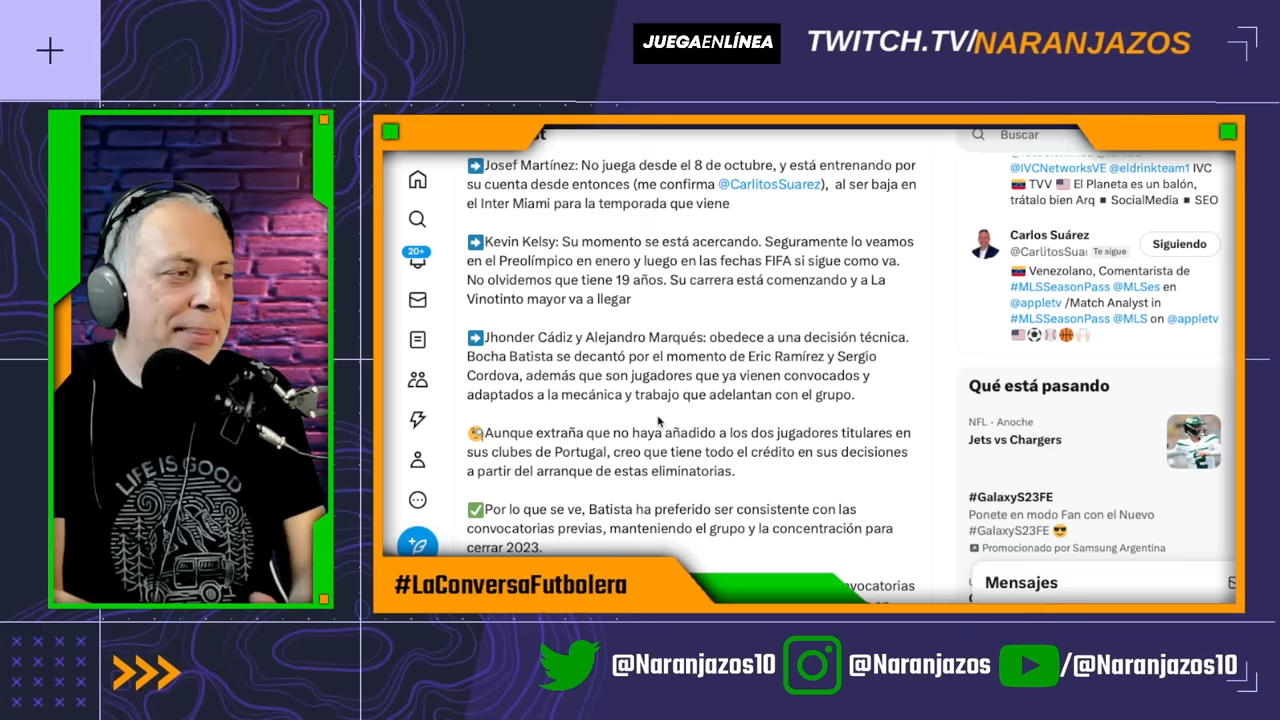 JUEGAENLÍNEA
TWITCH.TV/NARANJAZOS
Buscar
➡️Josef Martínez: No juega desde el 8 de octubre, y está entrenando por
su cuenta desde entonces (me confirma @CarlitosSuarez), al ser baja en
el Inter Miami para la temporada que viene
➡️Kevin Kelsy: Su momento se está acercando. Seguramente lo veamos
en el Preolímpico en enero y luego en las fechas FIFA si sigue como va.
No olvidemos que tiene 19 años. Su carrera está comenzando y a La
Vinotinto mayor va a llegar
➡️Jhonder Cádiz y Alejandro Marqués: obedece a una decisión técnica.
Bocha Batista se decantó por el momento de Eric Ramírez y Sergio
Cordova, además que son jugadores que ya vienen convocados y
adaptados a la mecánica y trabajo que adelantan con el grupo.
🧐Aunque extraña que no haya añadido a los dos jugadores titulares en
sus clubes de Portugal, creo que tiene todo el crédito en sus decisiones
a partir del arranque de estas eliminatorias.
✅Por lo que se ve, Batista ha preferido ser consistente con las
convocatorias previas, manteniendo el grupo y la concentración para
cerrar 2023.
20+
@IVCNetworksVE @eldrinkteam1 IVC
🇻🇪 TVV 🇺🇸 El Planeta es un balón,
trátalo bien Arq ▪️ SocialMedia ▪️ SEO
Carlos Suárez
@CarlitosSua Te sigue
Siguiendo
🇻🇪 Venezolano, Comentarista de
#MLSSeasonPass @MLSes en
@appletv /Match Analyst in
#MLSSeasonPass @MLS on @appletv
🇺🇸⚽⚾🏀🙌🏻
Qué está pasando
NFL · Anoche
Jets vs Chargers
#GalaxyS23FE
Ponete en modo Fan con el Nuevo
#GalaxyS23FE 😎
Promocionado por Samsung Argentina
Mensajes
LIFE IS GOOD
#LaConversaFutbolera
@Naranjazos10
@Naranjazos
/@Naranjazos10